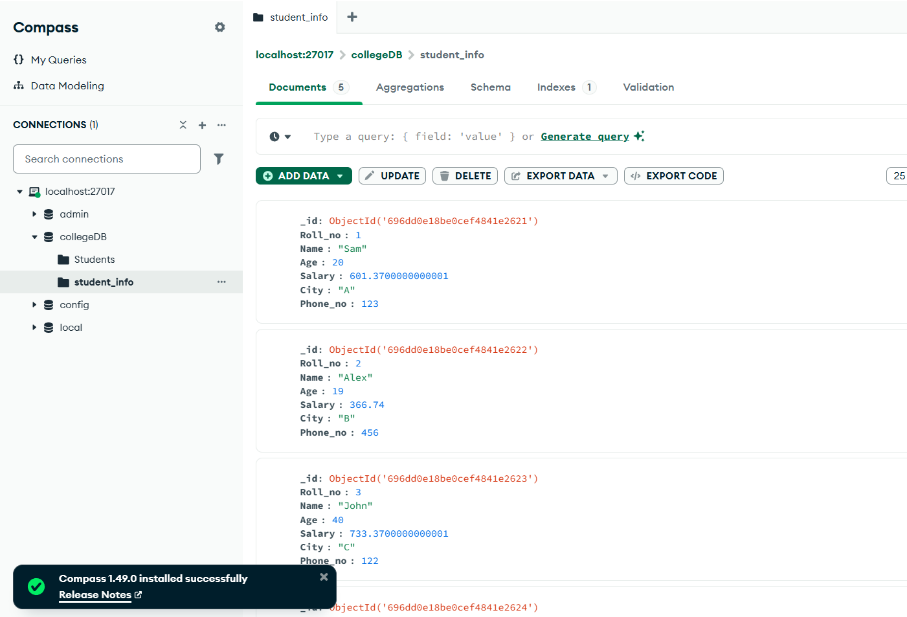 Compass
My Queries
Data Modeling
CONNECTIONS (1)
Search connections
localhost:27017
admin
collegeDB
Students
student_info
config
local
student_info
localhost:27017 > collegeDB > student_info
Documents 5 Aggregations Schema Indexes 1 Validation
Type a query: { field: 'value' } or Generate query
ADD DATA UPDATE DELETE EXPORT DATA EXPORT CODE 25
_id: ObjectId('696dd0e18be0cef4841e2621')
Roll_no : 1
Name : "Sam"
Age : 20
Salary : 601.3700000000001
City : "A"
Phone_no : 123
_id: ObjectId('696dd0e18be0cef4841e2622')
Roll_no : 2
Name : "Alex"
Age : 19
Salary : 366.74
City : "B"
Phone_no : 456
_id: ObjectId('696dd0e18be0cef4841e2623')
Roll_no : 3
Name : "John"
Age : 40
Salary : 733.3700000000001
City : "C"
Phone_no : 122
_id: ObjectId('696dd0e18be0cef4841e2624')
Compass 1.49.0 installed successfully
Release Notes